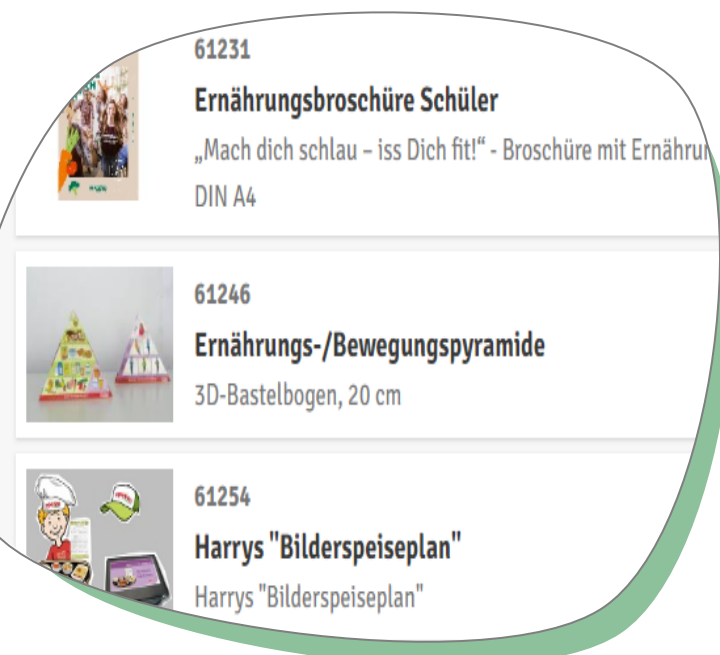 61231
Ernährungsbroschüre Schüler
„Mach dich schlau – iss Dich fit!“ - Broschüre mit Ernährun
DIN A4
61246
Ernährungs-/Bewegungspyramide
3D-Bastelbogen, 20 cm
61254
Harrys "Bilderspeiseplan"
Harrys "Bilderspeiseplan"